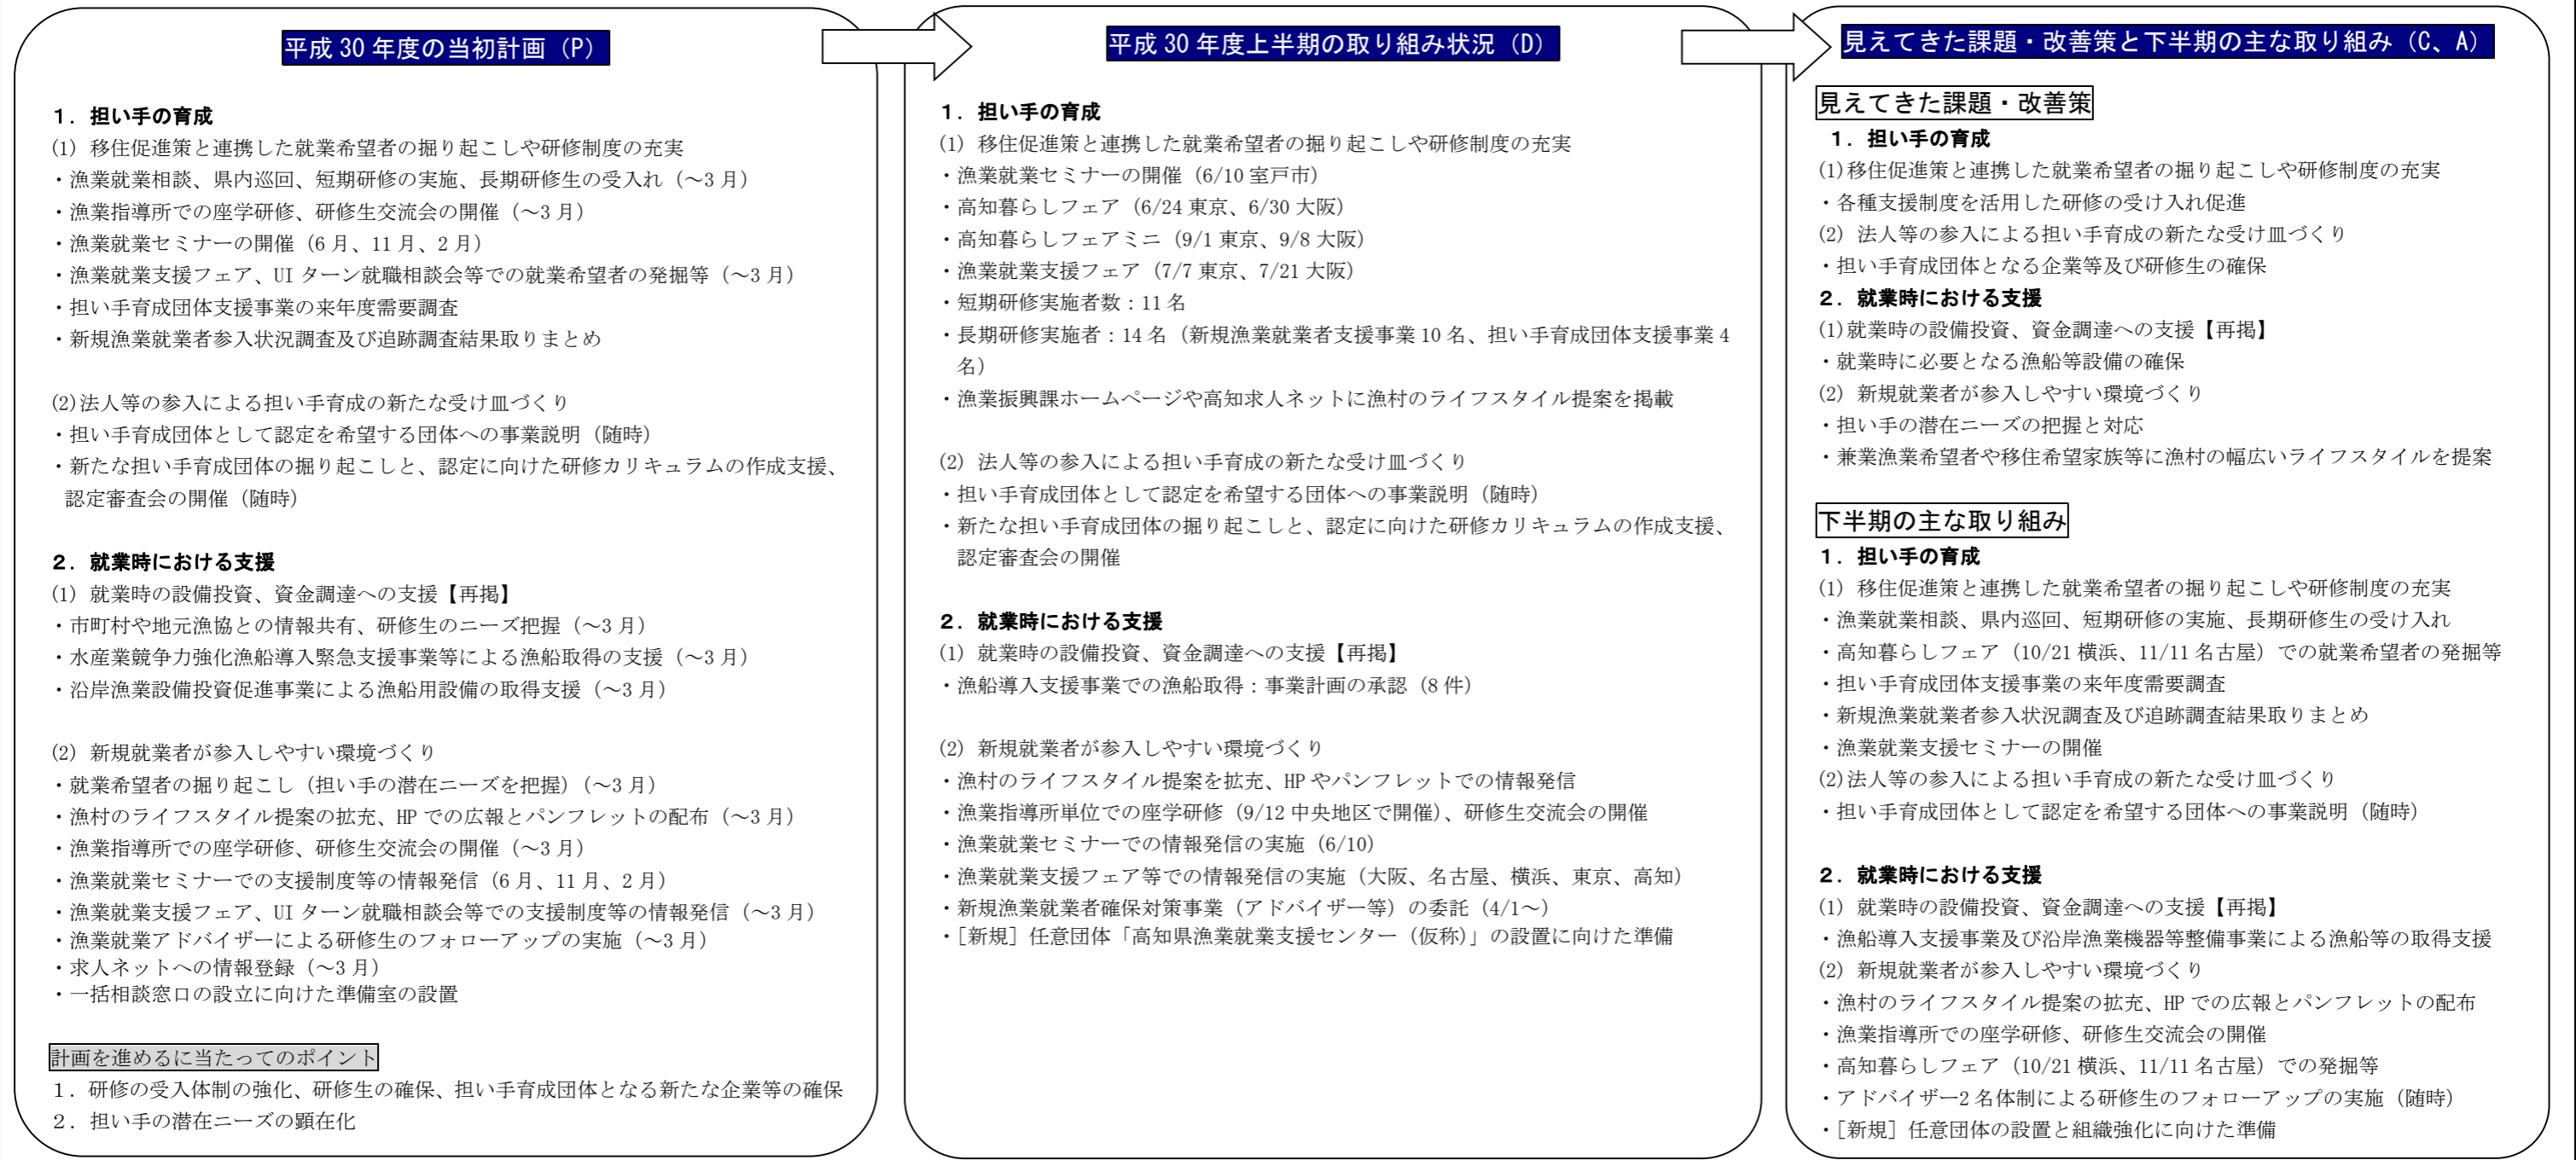 平成 30 年度の当初計画（P）
1．担い手の育成
(1) 移住促進策と連携した就業希望者の掘り起こしや研修制度の充実
・漁業就業相談、県内巡回、短期研修の実施、長期研修生の受入れ（～3 月）
・漁業指導所での座学研修、研修生交流会の開催（～3 月）
・漁業就業セミナーの開催（6 月、11 月、2 月）
・漁業就業支援フェア、UI ターン就職相談会等での就業希望者の発掘等（～3 月）
・担い手育成団体支援事業の来年度需要調査
・新規漁業就業者参入状況調査及び追跡調査結果取りまとめ
(2)法人等の参入による担い手育成の新たな受け皿づくり
・担い手育成団体として認定を希望する団体への事業説明（随時）
・新たな担い手育成団体の掘り起こしと、認定に向けた研修カリキュラムの作成支援、
認定審査会の開催（随時）
2．就業時における支援
(1) 就業時の設備投資、資金調達への支援【再掲】
・市町村や地元漁協との情報共有、研修生のニーズ把握（～3 月）
・水産業競争力強化漁船導入緊急支援事業等による漁船取得の支援（～3 月）
・沿岸漁業設備投資促進事業による漁船用設備の取得支援（～3 月）
(2) 新規就業者が参入しやすい環境づくり
・就業希望者の掘り起こし（担い手の潜在ニーズを把握）（～3 月）
・漁村のライフスタイル提案の拡充、HP での広報とパンフレットの配布（～3 月）
・漁業指導所での座学研修、研修生交流会の開催（～3 月）
・漁業就業セミナーでの支援制度等の情報発信（6 月、11 月、2 月）
・漁業就業支援フェア、UI ターン就職相談会等での支援制度等の情報発信（～3 月）
・漁業就業アドバイザーによる研修生のフォローアップの実施（～3 月）
・求人ネットへの情報登録（～3 月）
・一括相談窓口の設立に向けた準備室の設置
計画を進めるに当たってのポイント
1．研修の受入体制の強化、研修生の確保、担い手育成団体となる新たな企業等の確保
2．担い手の潜在ニーズの顕在化
平成 30 年度上半期の取り組み状況（D）
1．担い手の育成
(1) 移住促進策と連携した就業希望者の掘り起こしや研修制度の充実
・漁業就業セミナーの開催（6/10 室戸市）
・高知暮らしフェア（6/24 東京、6/30 大阪）
・高知暮らしフェアミニ（9/1 東京、9/8 大阪）
・漁業就業支援フェア（7/7 東京、7/21 大阪）
・短期研修実施者数：11 名
・長期研修実施者：14 名（新規漁業就業者支援事業 10 名、担い手育成団体支援事業 4
名）
・漁業振興課ホームページや高知求人ネットに漁村のライフスタイル提案を掲載
(2) 法人等の参入による担い手育成の新たな受け皿づくり
・担い手育成団体として認定を希望する団体への事業説明（随時）
・新たな担い手育成団体の掘り起こしと、認定に向けた研修カリキュラムの作成支援、
認定審査会の開催
2．就業時における支援
(1) 就業時の設備投資、資金調達への支援【再掲】
・漁船導入支援事業での漁船取得：事業計画の承認（8 件）
(2) 新規就業者が参入しやすい環境づくり
・漁村のライフスタイル提案を拡充、HP やパンフレットでの情報発信
・漁業指導所単位での座学研修（9/12 中央地区で開催）、研修生交流会の開催
・漁業就業セミナーでの情報発信の実施（6/10）
・漁業就業支援フェア等での情報発信の実施（大阪、名古屋、横浜、東京、高知）
・新規漁業就業者確保対策事業（アドバイザー等）の委託（4/1～）
・［新規］任意団体「高知県漁業就業支援センター（仮称）」の設置に向けた準備
見えてきた課題・改善策と下半期の主な取り組み（C、A）
見えてきた課題・改善策
1．担い手の育成
(1)移住促進策と連携した就業希望者の掘り起こしや研修制度の充実
・各種支援制度を活用した研修の受け入れ促進
(2) 法人等の参入による担い手育成の新たな受け皿づくり
・担い手育成団体となる企業等及び研修生の確保
2．就業時における支援
(1)就業時の設備投資、資金調達への支援【再掲】
・就業時に必要となる漁船等設備の確保
(2) 新規就業者が参入しやすい環境づくり
・担い手の潜在ニーズの把握と対応
・兼業漁業希望者や移住希望家族等に漁村の幅広いライフスタイルを提案
下半期の主な取り組み
1．担い手の育成
(1) 移住促進策と連携した就業希望者の掘り起こしや研修制度の充実
・漁業就業相談、県内巡回、短期研修の実施、長期研修生の受け入れ
・高知暮らしフェア（10/21 横浜、11/11 名古屋）での就業希望者の発掘等
・担い手育成団体支援事業の来年度需要調査
・新規漁業就業者参入状況調査及び追跡調査結果取りまとめ
・漁業就業支援セミナーの開催
(2)法人等の参入による担い手育成の新たな受け皿づくり
・担い手育成団体として認定を希望する団体への事業説明（随時）
2．就業時における支援
(1) 就業時の設備投資、資金調達への支援【再掲】
・漁船導入支援事業及び沿岸漁業機器等整備事業による漁船等の取得支援
(2) 新規就業者が参入しやすい環境づくり
・漁村のライフスタイル提案の拡充、HP での広報とパンフレットの配布
・漁業指導所での座学研修、研修生交流会の開催
・高知暮らしフェア（10/21 横浜、11/11 名古屋）での発掘等
・アドバイザー2 名体制による研修生のフォローアップの実施（随時）
・［新規］任意団体の設置と組織強化に向けた準備